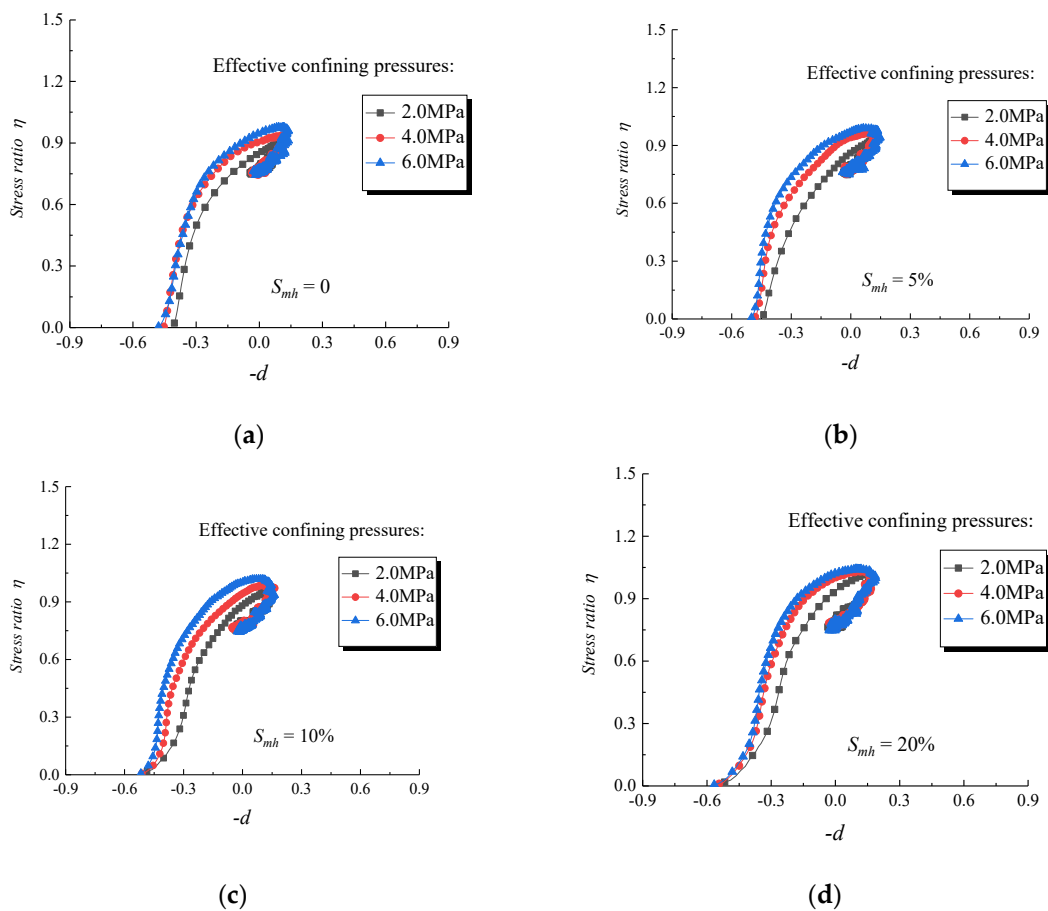 1.5
1.2
0.9
0.6
0.3
0.0
Stress ratio η
Effective confining pressures:
2.0MPa
4.0MPa
6.0MPa
Smh = 0
-0.9 -0.6 -0.3 0.0 0.3 0.6 0.9
-d
(a)
1.5
1.2
0.9
0.6
0.3
0.0
Stress ratio η
Effective confining pressures:
2.0MPa
4.0MPa
6.0MPa
Smh = 5%
-0.9 -0.6 -0.3 0.0 0.3 0.6 0.9
-d
(b)
1.5
1.2
0.9
0.6
0.3
0.0
Stress ratio η
Effective confining pressures:
2.0MPa
4.0MPa
6.0MPa
Smh = 10%
-0.9 -0.6 -0.3 0.0 0.3 0.6 0.9
-d
(c)
1.5
1.2
0.9
0.6
0.3
0.0
Stress ratio η
Effective confining pressures:
2.0MPa
4.0MPa
6.0MPa
Smh = 20%
-0.9 -0.6 -0.3 0.0 0.3 0.6 0.9
-d
(d)